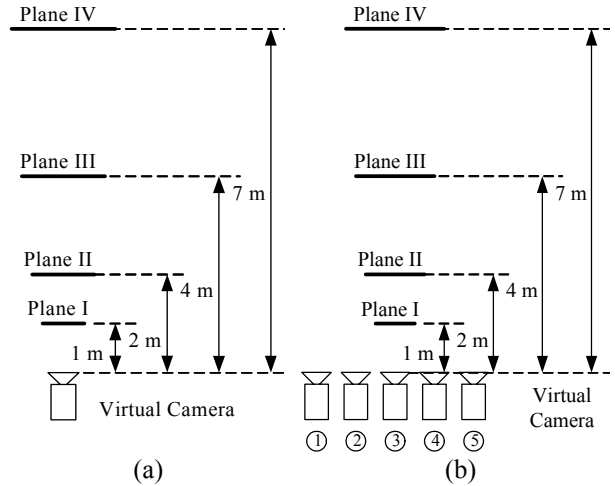 Plane IV
Plane III
7 m
Plane II
4 m
Plane I
2 m
1 m
Virtual Camera
(a)
Plane IV
Plane III
7 m
Plane II
4 m
Plane I
2 m
1 m
Virtual
Camera
① ② ③ ④ ⑤
(b)